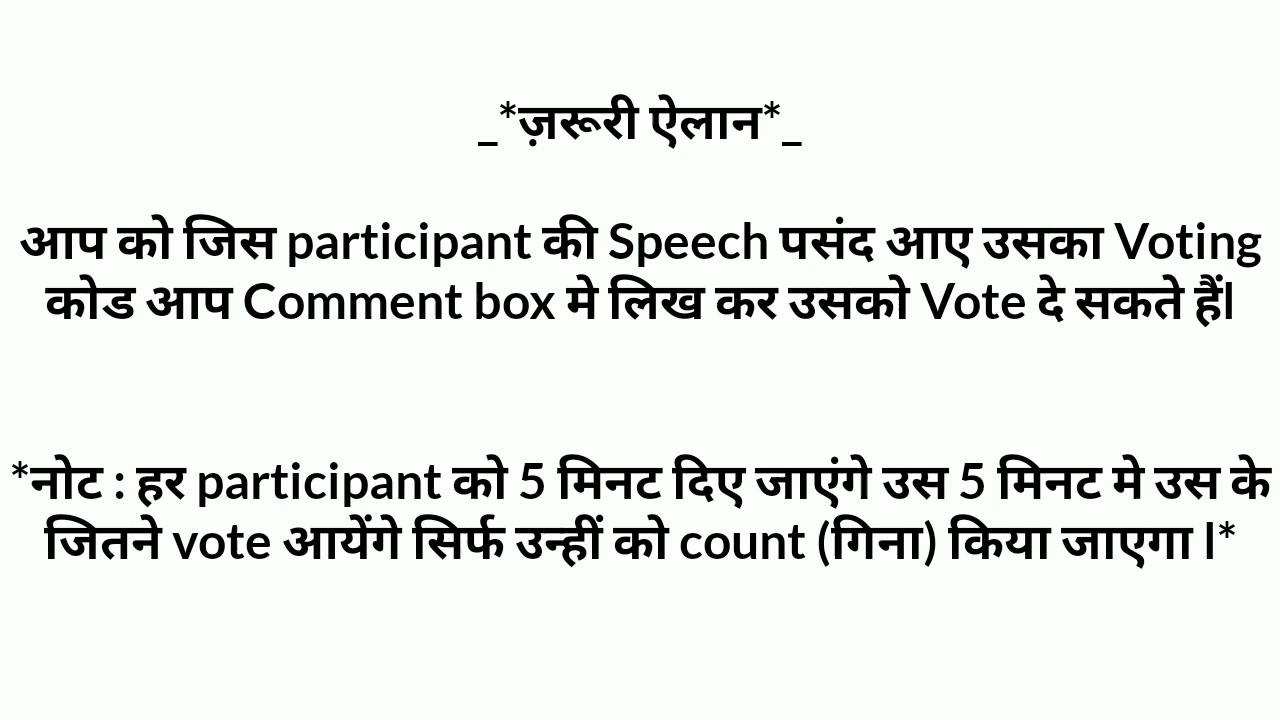 _*ज़रूरी ऐलान*_
आप को जिस participant की Speech पसंद आए उसका Voting
कोड आप Comment box मे लिख कर उसको Vote दे सकते हैंl
*नोट : हर participant को 5 मिनट दिए जाएंगे उस 5 मिनट मे उस के
जितने vote आयेंगे सिर्फ उन्हीं को count (गिना) किया जाएगा l*